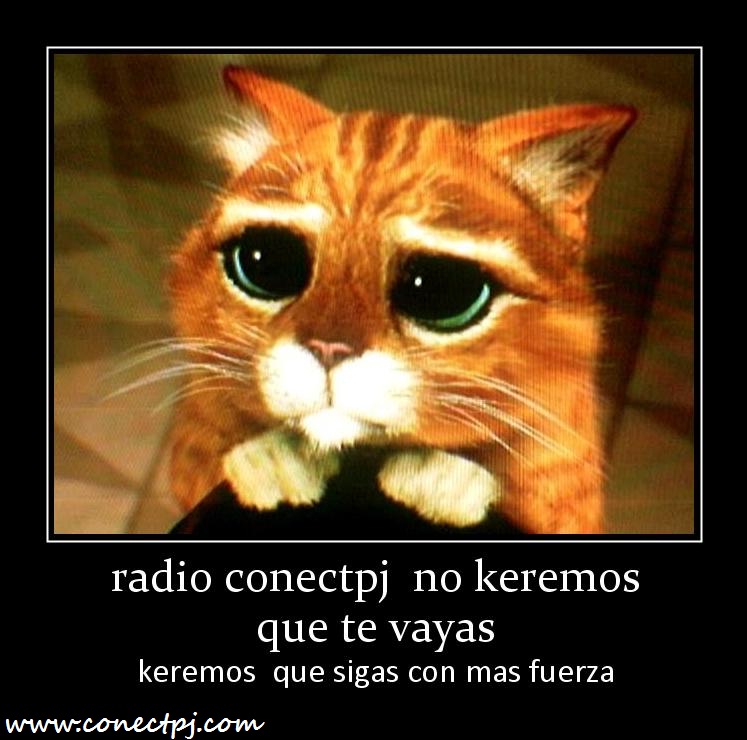 radio conectpj  no keremos
que te vayas
keremos  que sigas con mas fuerza
www.conectpj.com